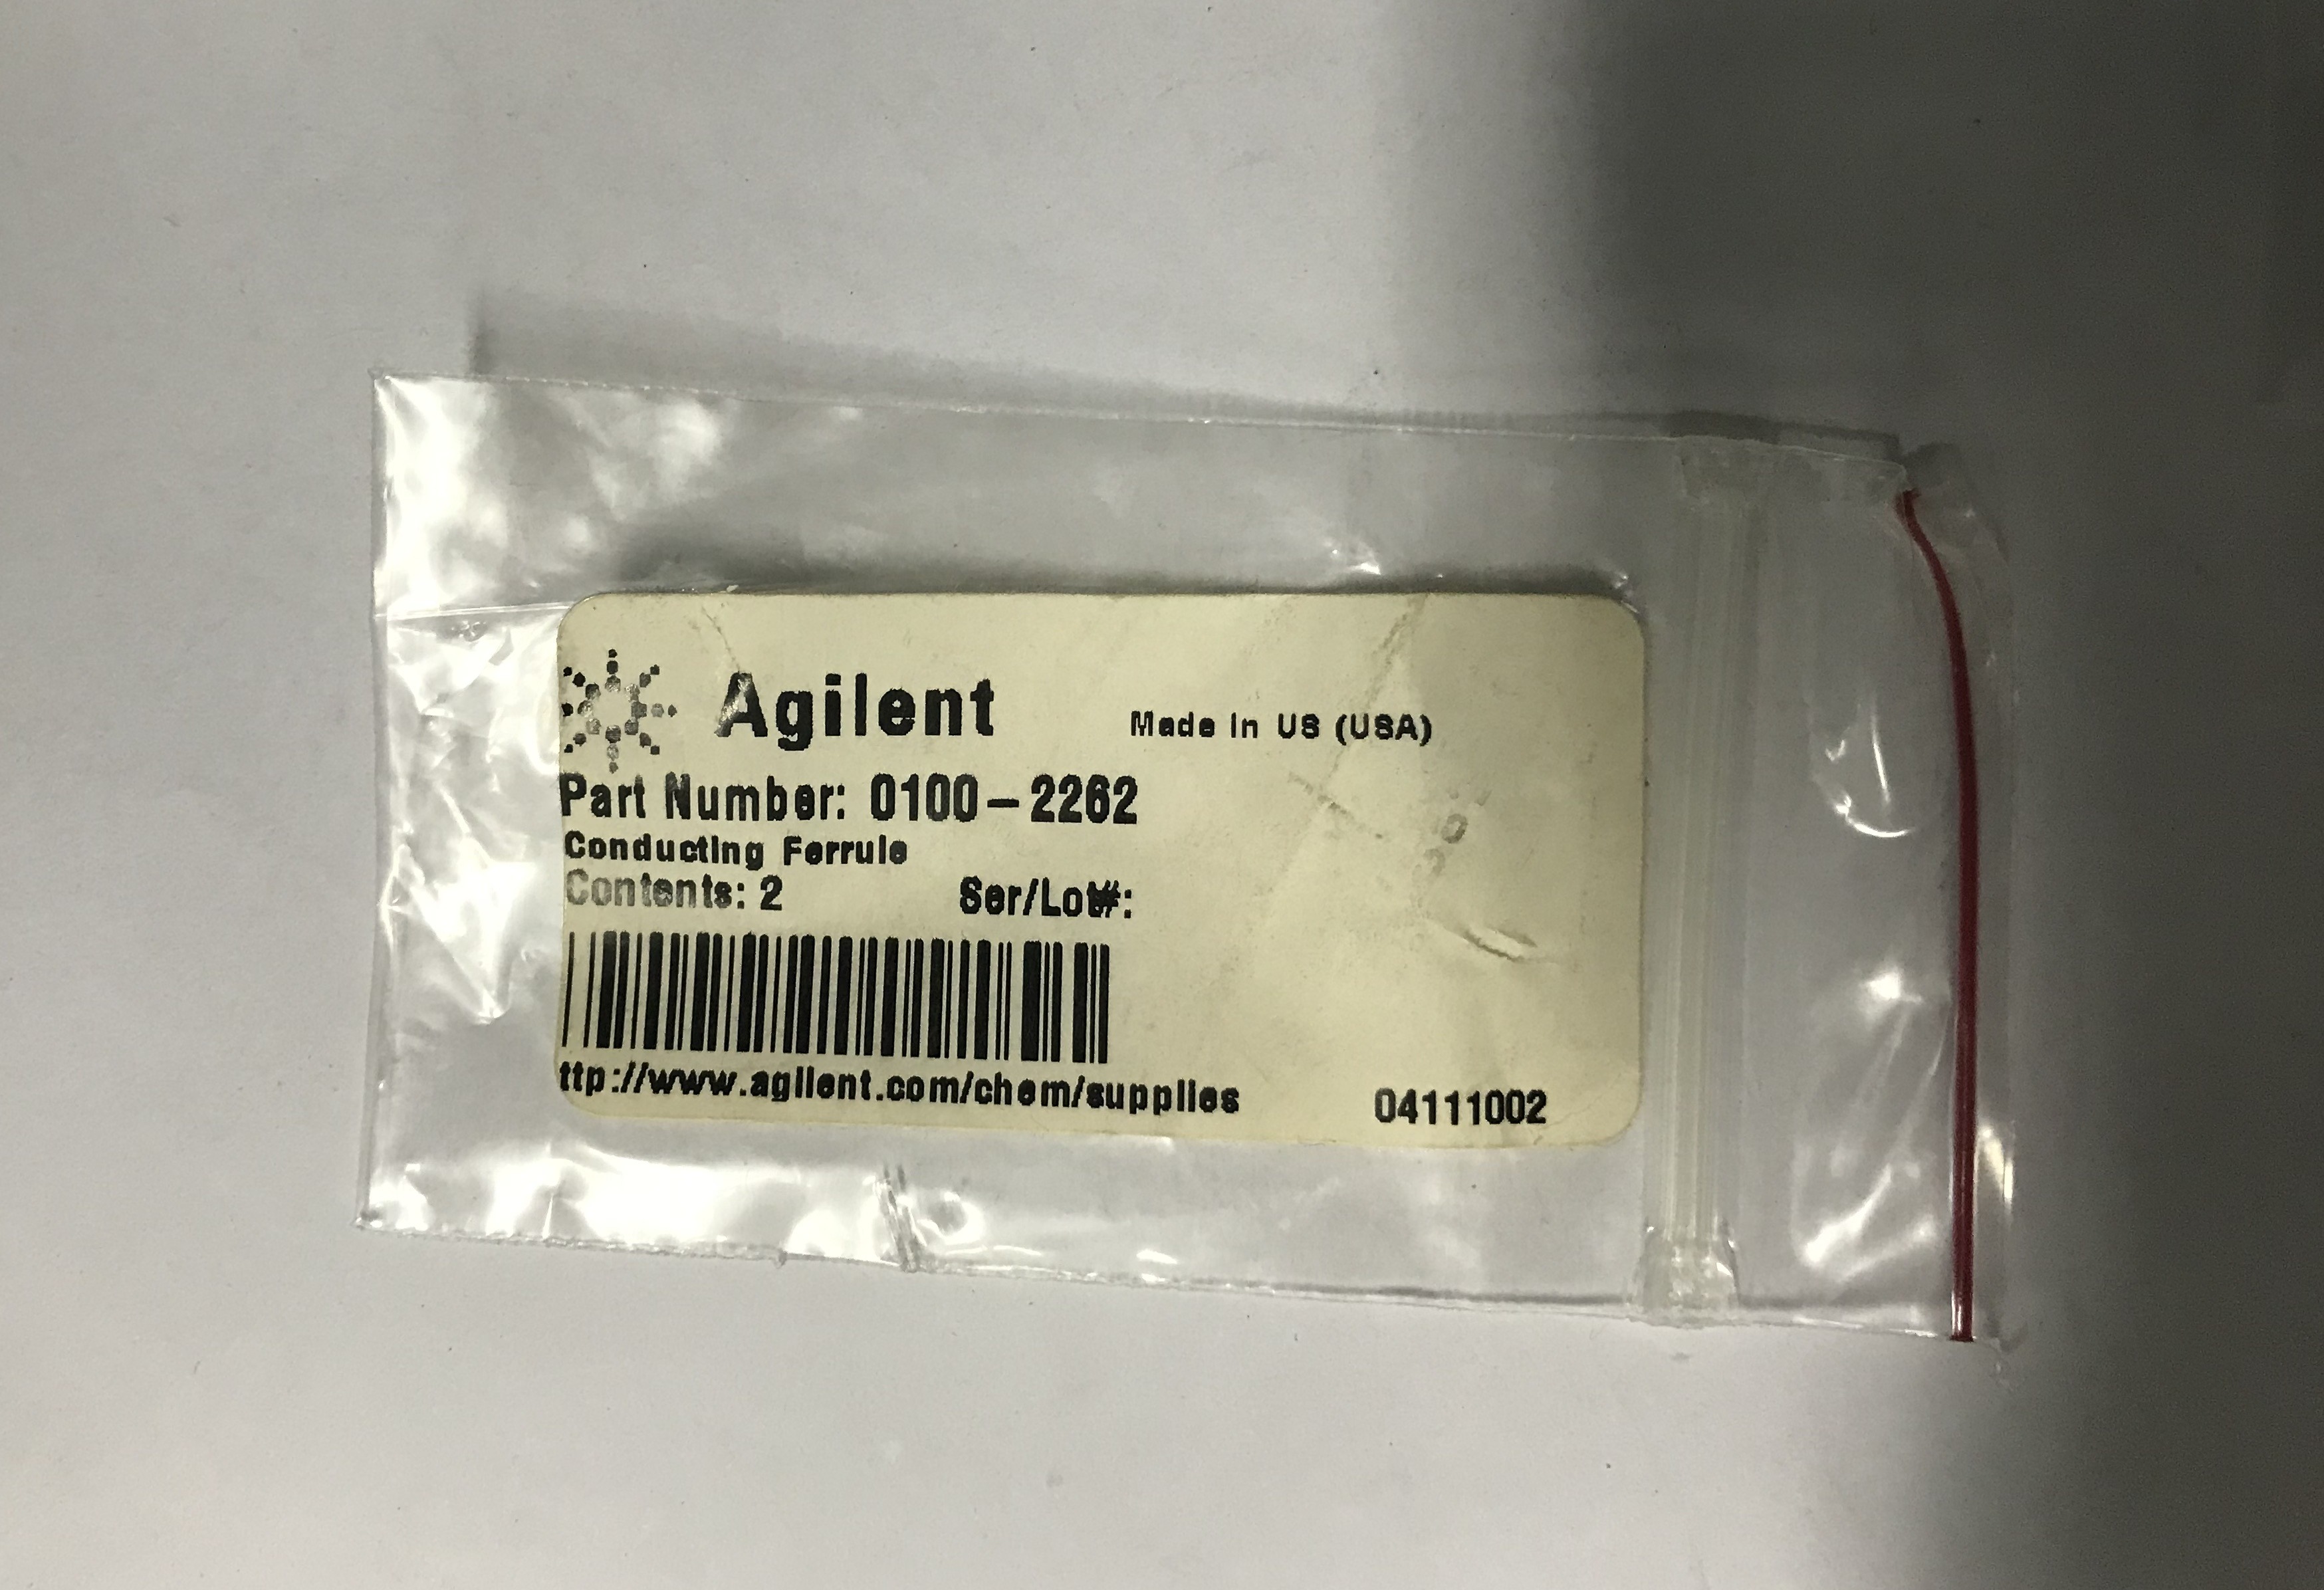 Agilent Made in US (USA)
Part Number: 0100-2262
Conducting Ferrule
Contents: 2 Ser/Lot#:
ttp://www.agilent.com/chem/supplies 04111002